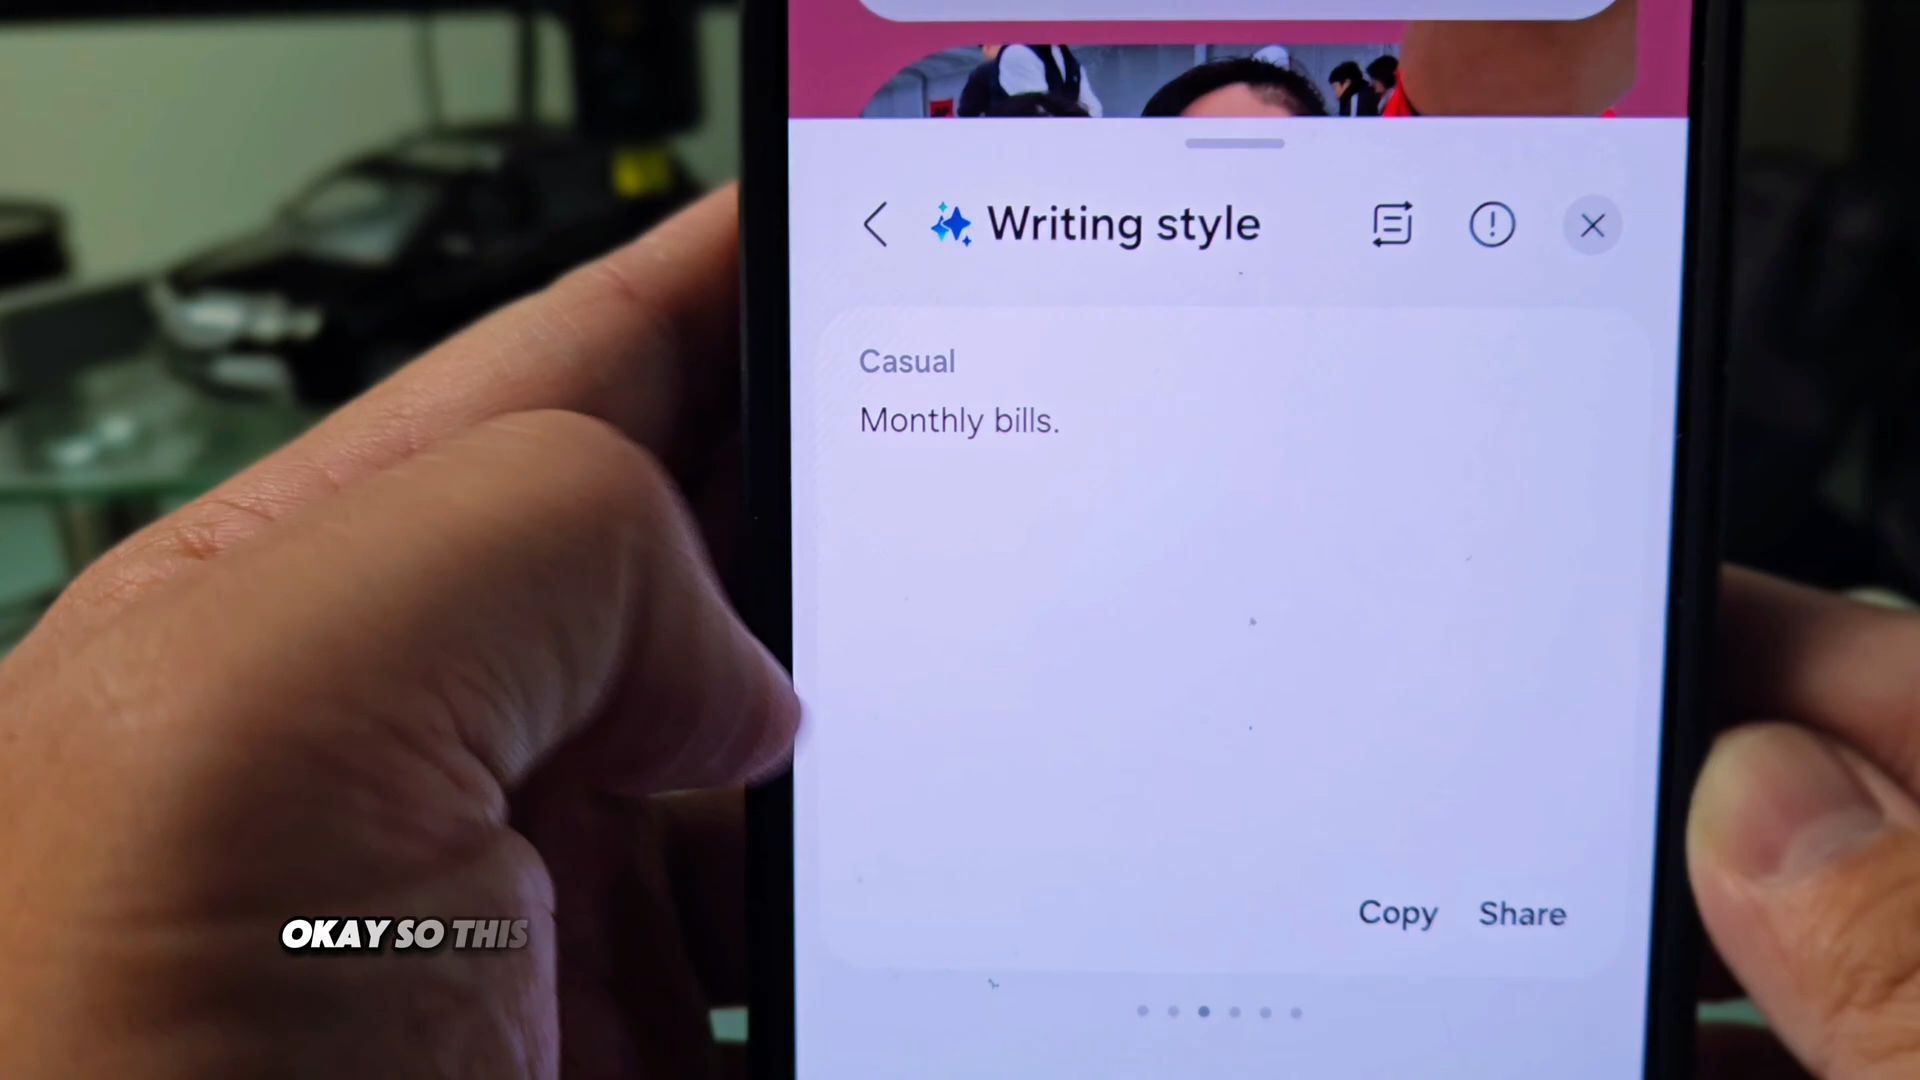 Writing style
Casual
Monthly bills.
Copy Share
OKAY SO THIS